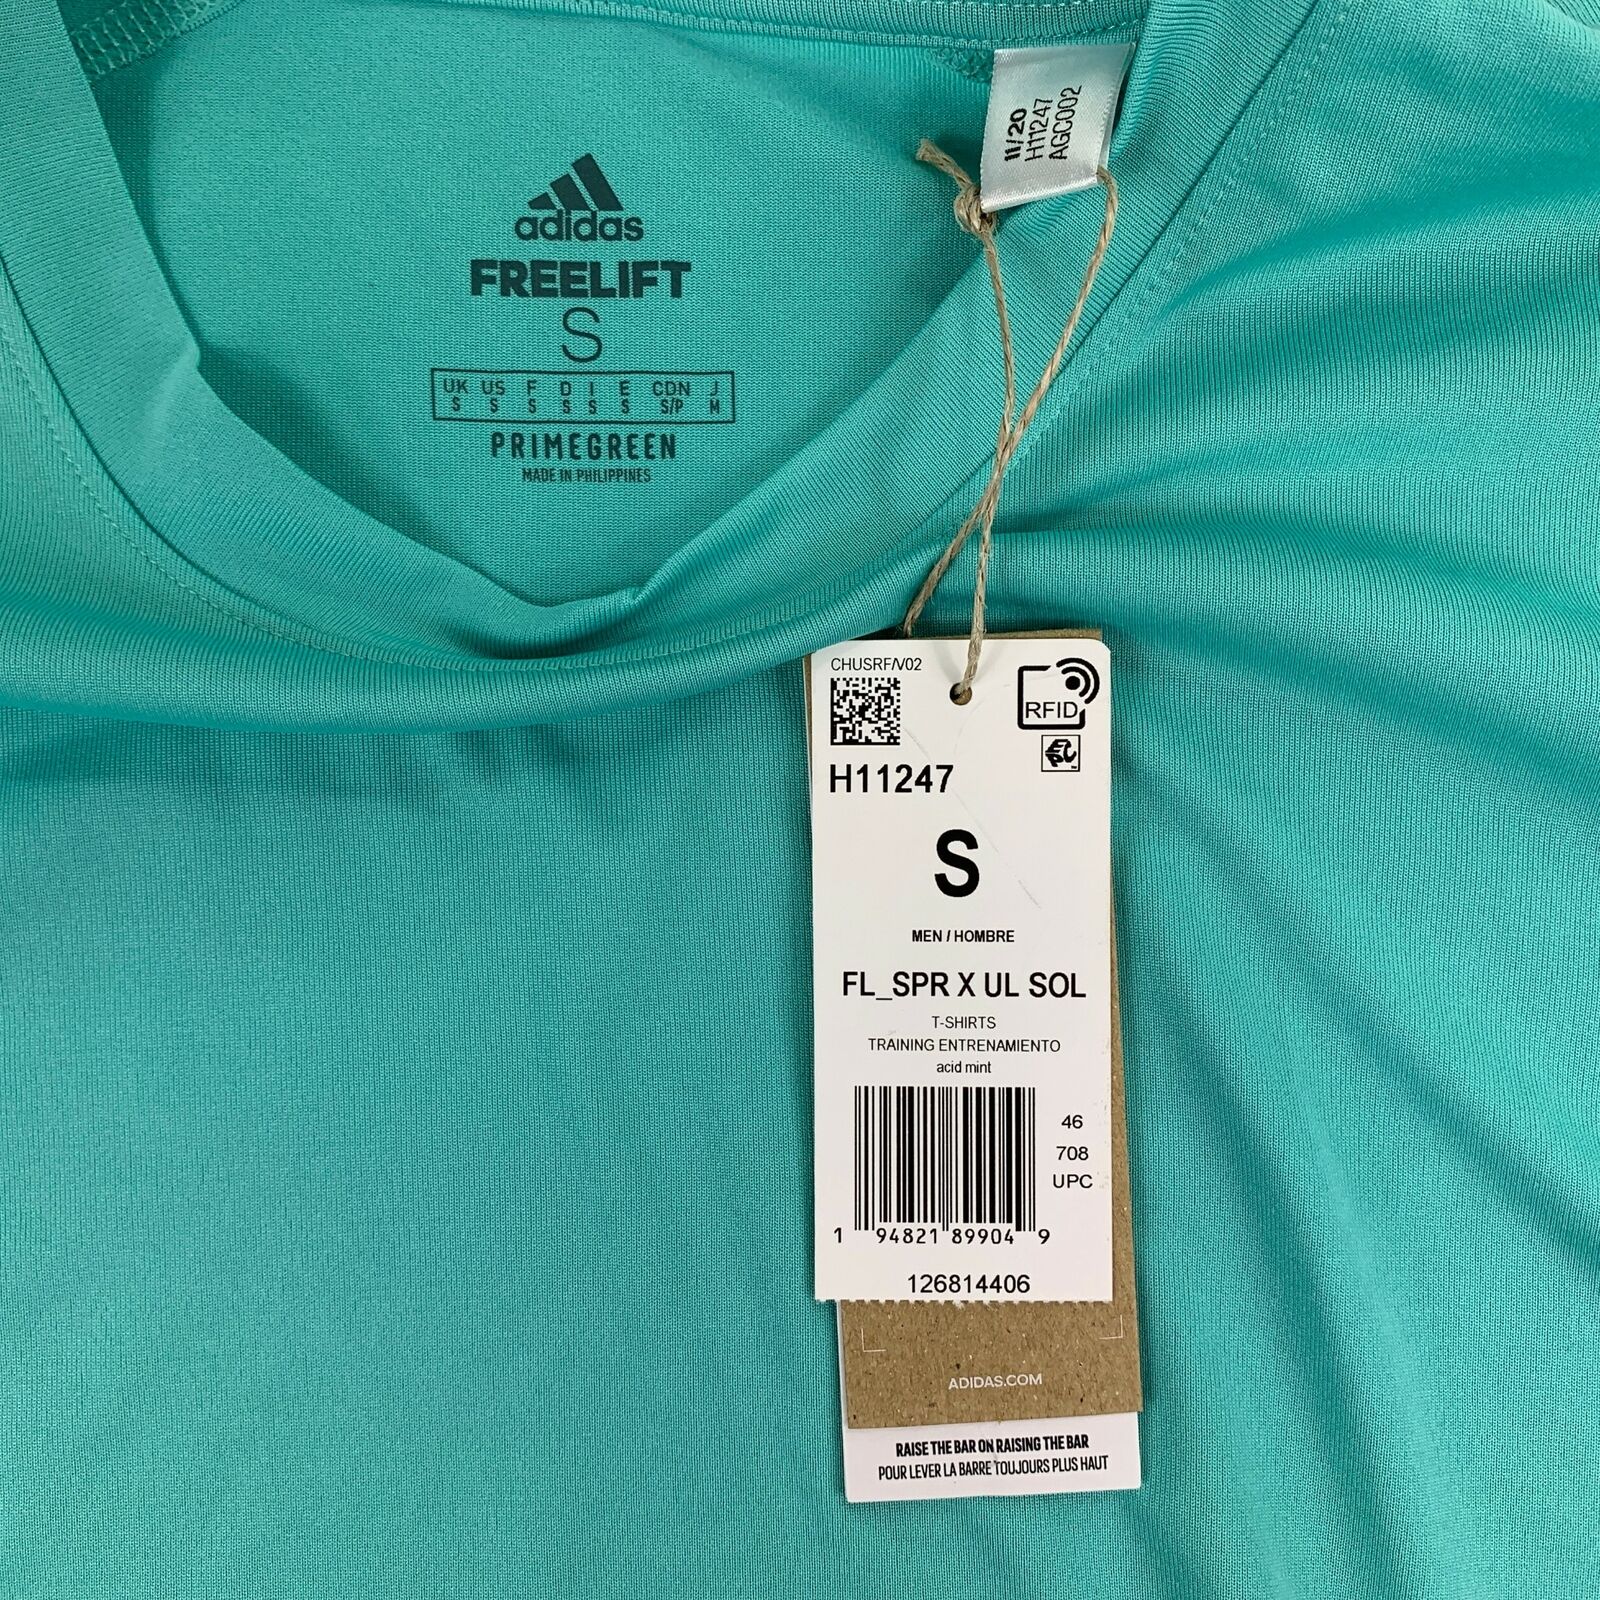 adidas
FREELIFT
S
UK US F D I E CDN J
S S S S S S S/P M
PRIMEGREEN
MADE IN PHILIPPINES
11/20
H11247
AGC002
CHUSRF/V02
RFID
EPC
H11247
S
MEN / HOMBRE
FL_SPR X UL SOL
T-SHIRTS
TRAINING ENTRENAMIENTO
acid mint
46
708
UPC
1 94821 89904 9
126814406
ADIDAS.COM
RAISE THE BAR ON RAISING THE BAR
POUR LEVER LA BARRE TOUJOURS PLUS HAUT